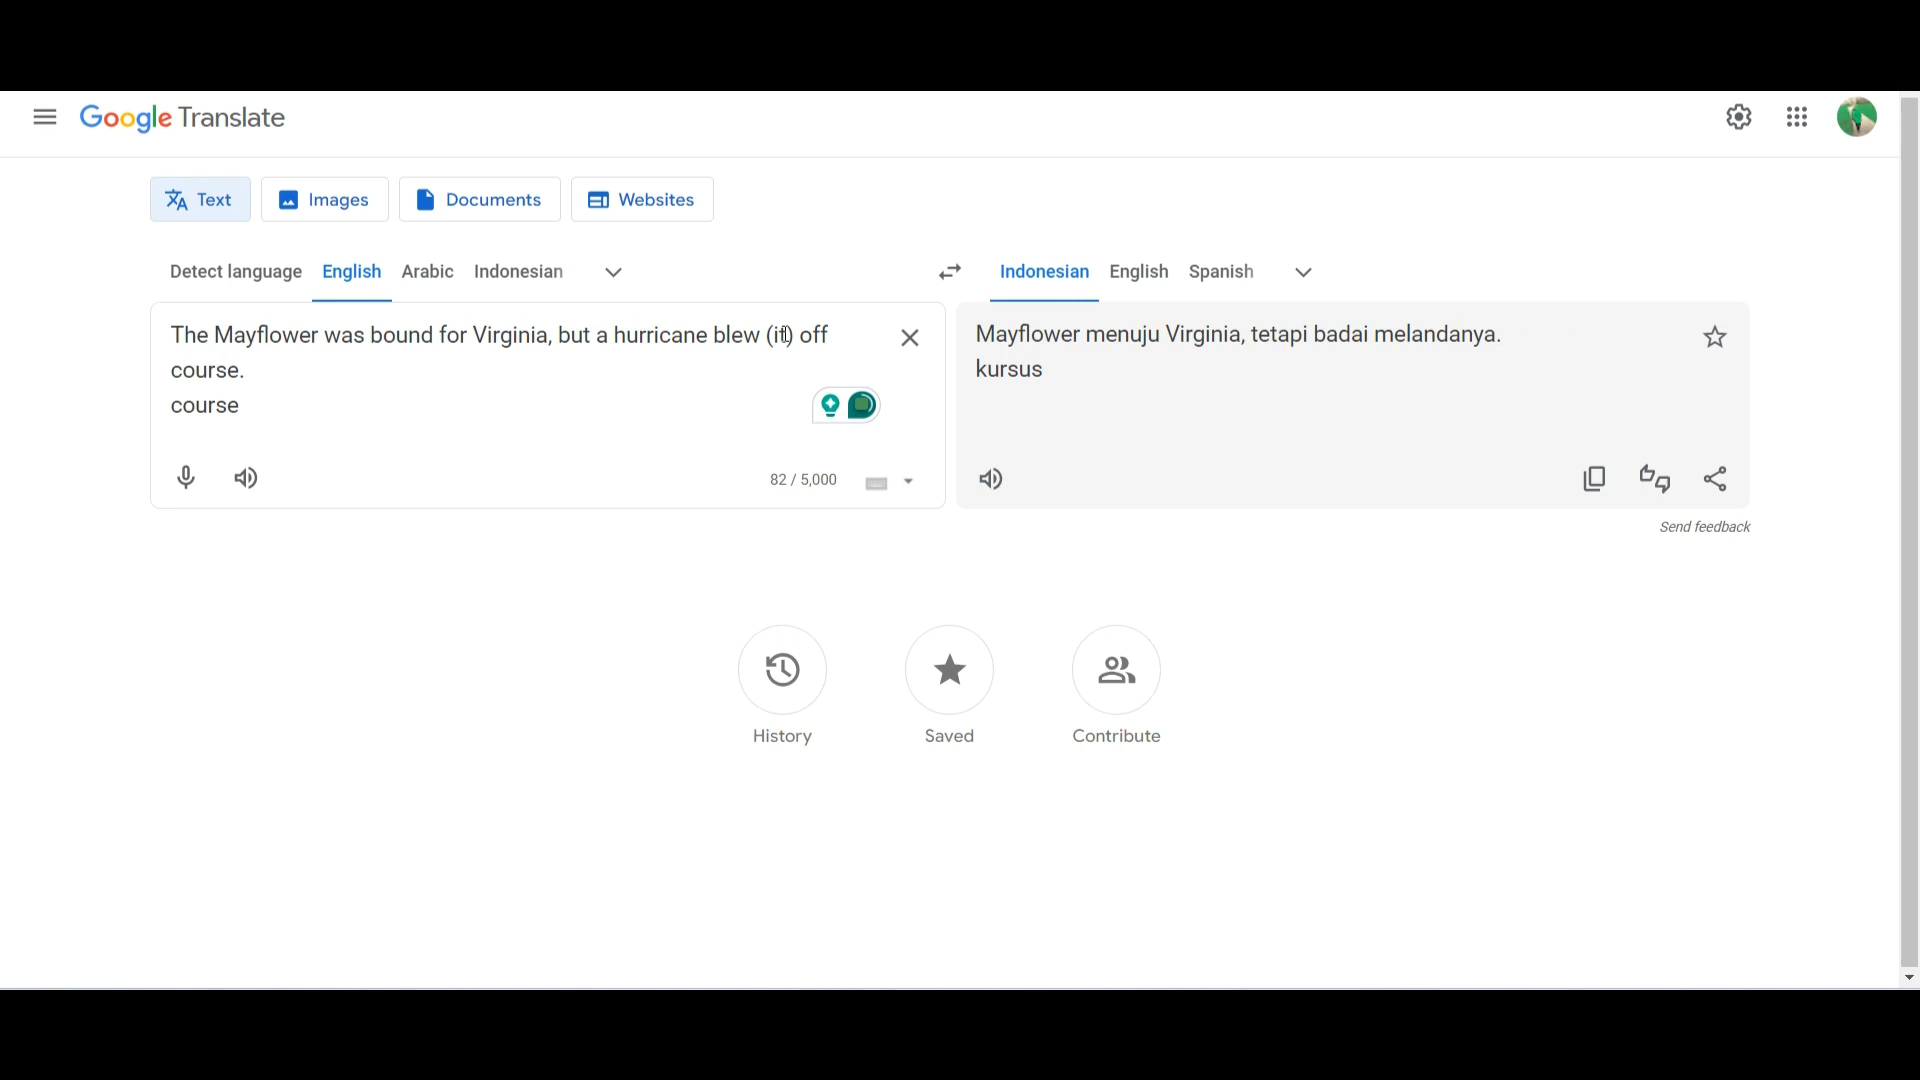 Google Translate
Text
Images
Documents
Websites
Detect language
English
Arabic
Indonesian
Indonesian
English
Spanish
The Mayflower was bound for Virginia, but a hurricane blew (it) off
course.
course
82 / 5,000
Mayflower menuju Virginia, tetapi badai melandanya.
kursus
Send feedback
History
Saved
Contribute